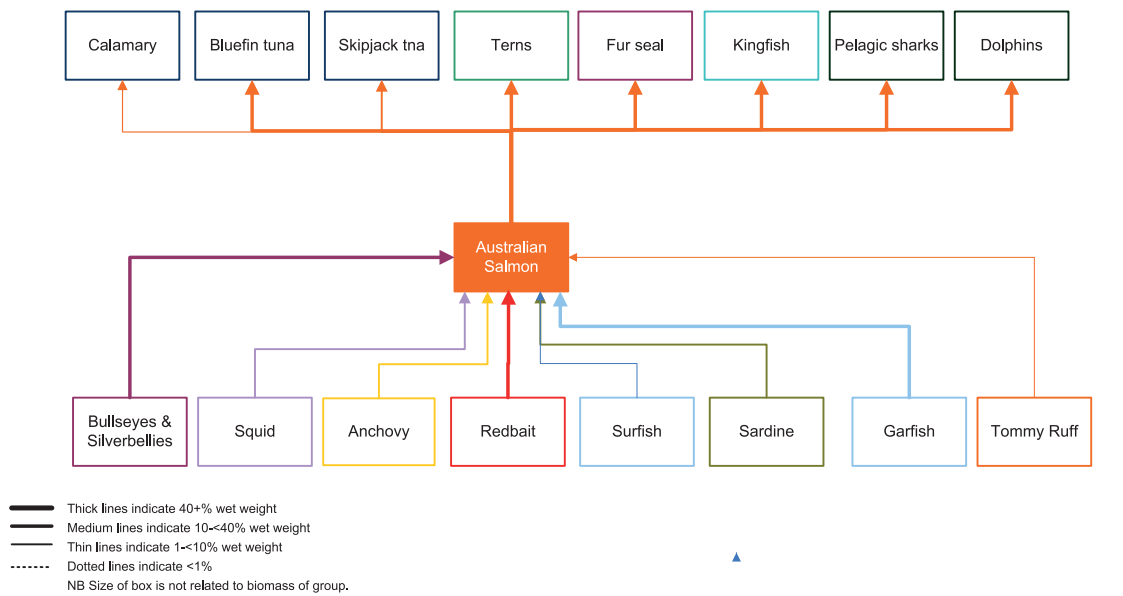 Calamary
Bluefin tuna
Skipjack tna
Terns
Fur seal
Kingfish
Pelagic sharks
Dolphins
Australian
Salmon
Bullseyes &
Silverbellies
Squid
Anchovy
Redbait
Surfish
Sardine
Garfish
Tommy Ruff
Thick lines indicate 40+% wet weight
Medium lines indicate 10-<40% wet weight
Thin lines indicate 1-<10% wet weight
Dotted lines indicate <1%
NB Size of box is not related to biomass of group.